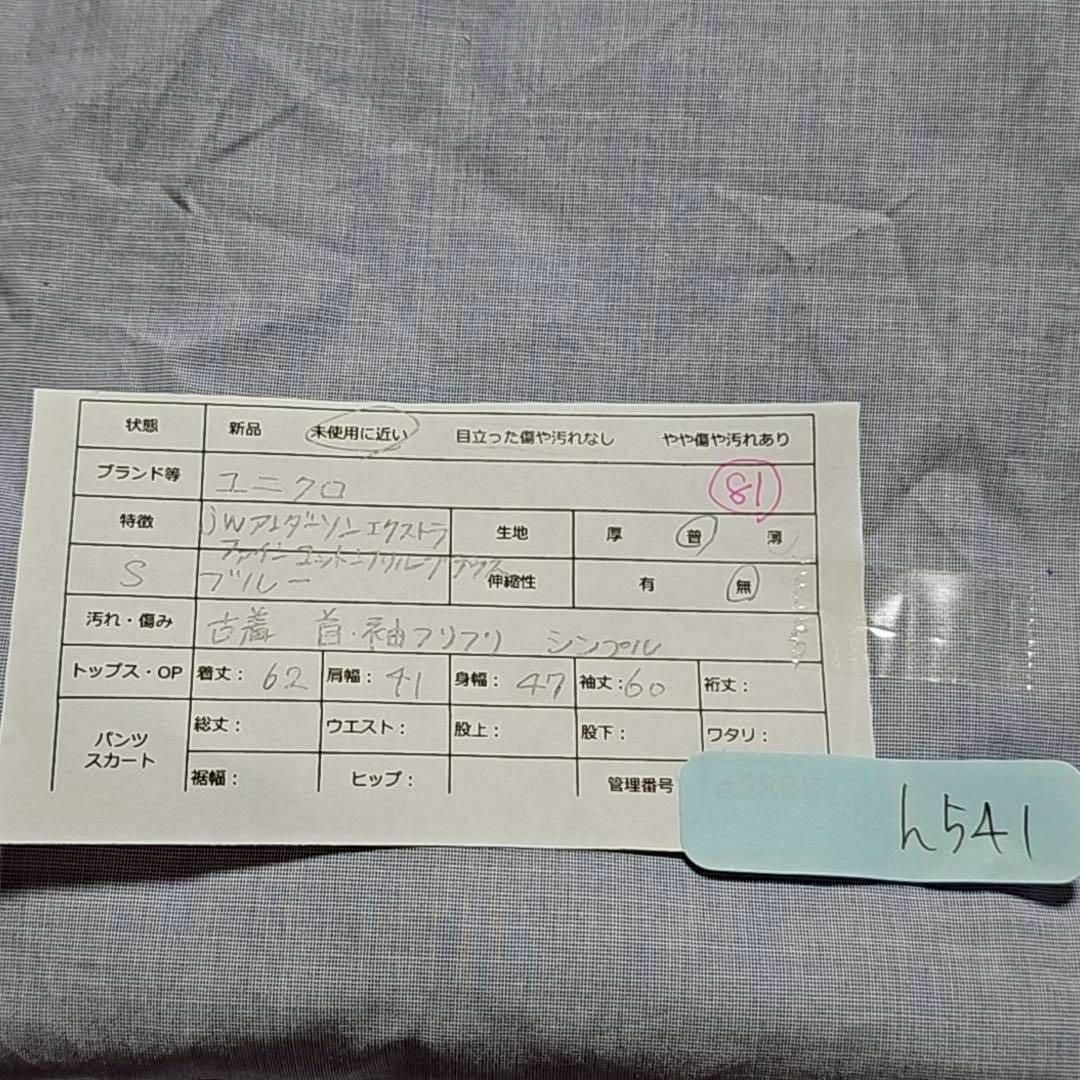 状態 新品 未使用に近い 目立った傷や汚れなし やや傷や汚れあり
ブランド等 ユニクロ 81
特徴 jwアンダーソンエクストラ 生地 厚 普 薄
ファインコットンフリルブラウス
S ブルー 伸縮性 有 無
汚れ・傷み 古着 首・袖フリフリ シンプル
トップス・OP 着丈: 62 肩幅: 41 身幅: 47 袖丈: 60 裄丈:
パンツ 総丈: ウエスト: 股上: 股下: ワタリ:
スカート
裾幅: ヒップ: 管理番号
h541